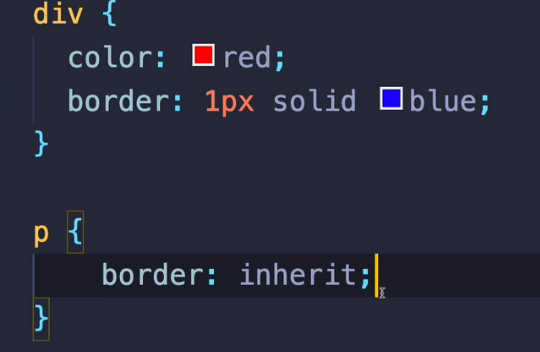 div {
color: red;
border: 1px solid blue;
}
p {
border: inherit;
}